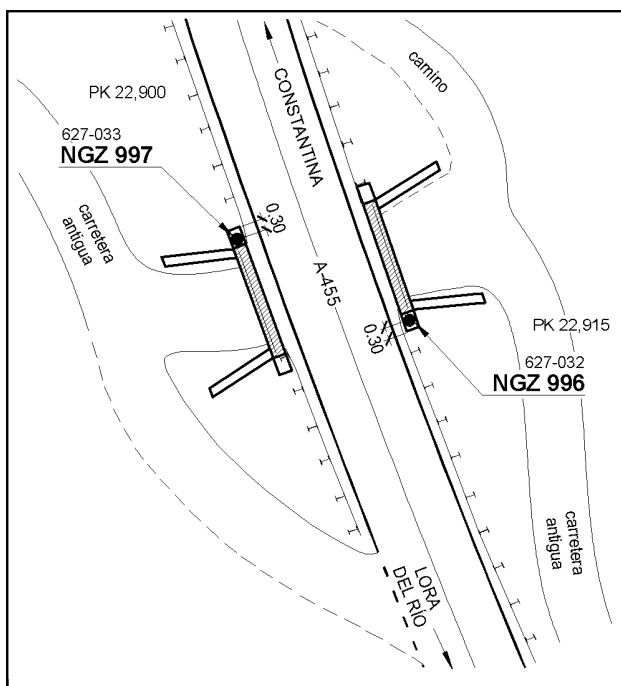 camino
CONSTANTINA
PK 22,900
627-033
NGZ 997
0.30
carretera
antigua
A-455
0.30
PK 22,915
627-032
NGZ 996
carretera
antigua
LORA
DEL RÍO